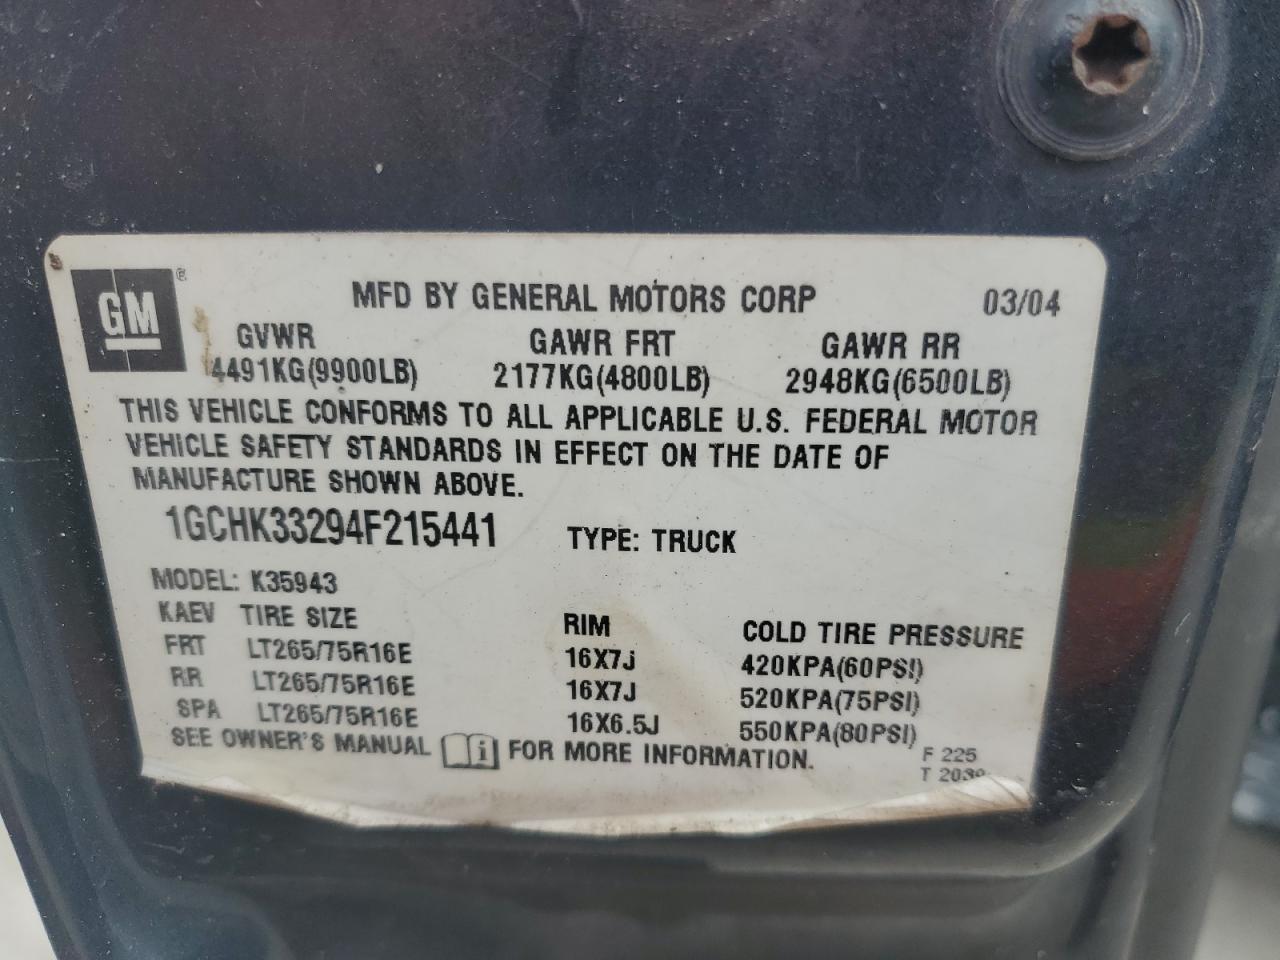 GM®
MFD BY GENERAL MOTORS CORP 03/04
GVWR GAWR FRT GAWR RR
4491KG(9900LB) 2177KG(4800LB) 2948KG(6500LB)
THIS VEHICLE CONFORMS TO ALL APPLICABLE U.S. FEDERAL MOTOR
VEHICLE SAFETY STANDARDS IN EFFECT ON THE DATE OF
MANUFACTURE SHOWN ABOVE.
1GCHK33294F215441 TYPE: TRUCK
MODEL: K35943
KAEV TIRE SIZE RIM COLD TIRE PRESSURE
FRT LT265/75R16E 16X7J 420KPA(60PSI)
RR LT265/75R16E 16X7J 520KPA(75PSI)
SPA LT265/75R16E 16X6.5J 550KPA(80PSI)
SEE OWNER'S MANUAL i FOR MORE INFORMATION.
F 225
T